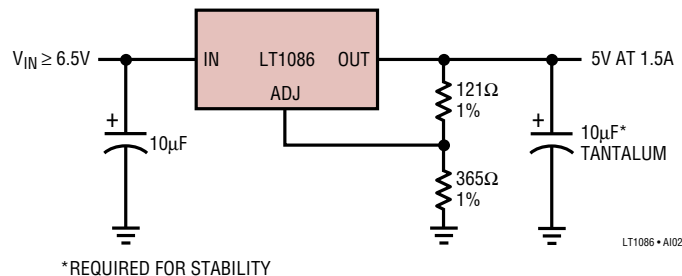 V_IN ≥ 6.5V
IN
LT1086
OUT
5V AT 1.5A
ADJ
121Ω
1%
+
10µF
+
10µF*
TANTALUM
365Ω
1%
LT1086 • AI02
*REQUIRED FOR STABILITY